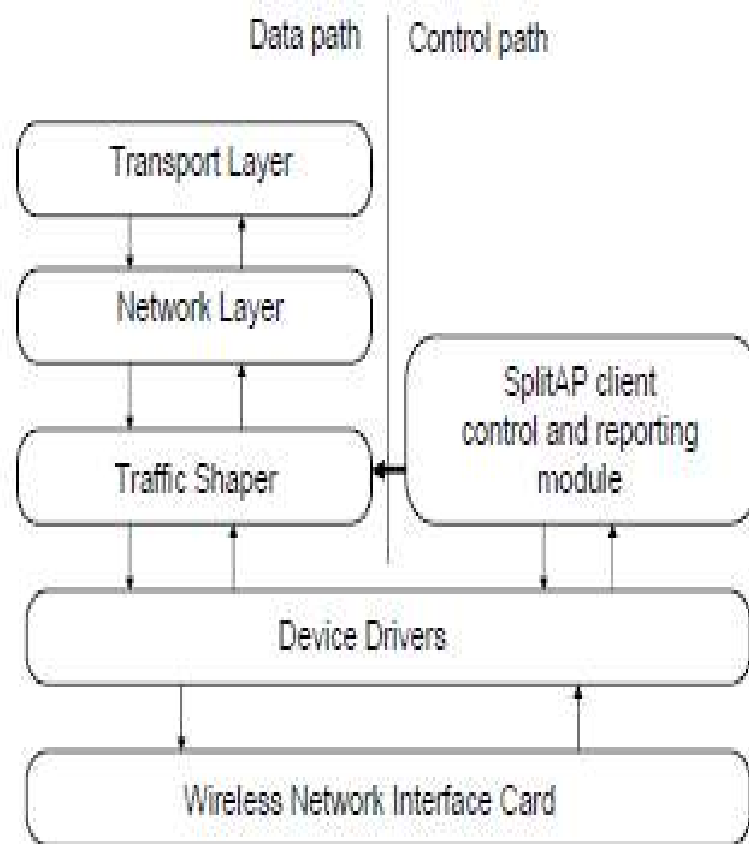 Data path
Control path
Transport Layer
Network Layer
SplitAP client
control and reporting
module
Traffic Shaper
Device Drivers
Wireless Network Interface Card